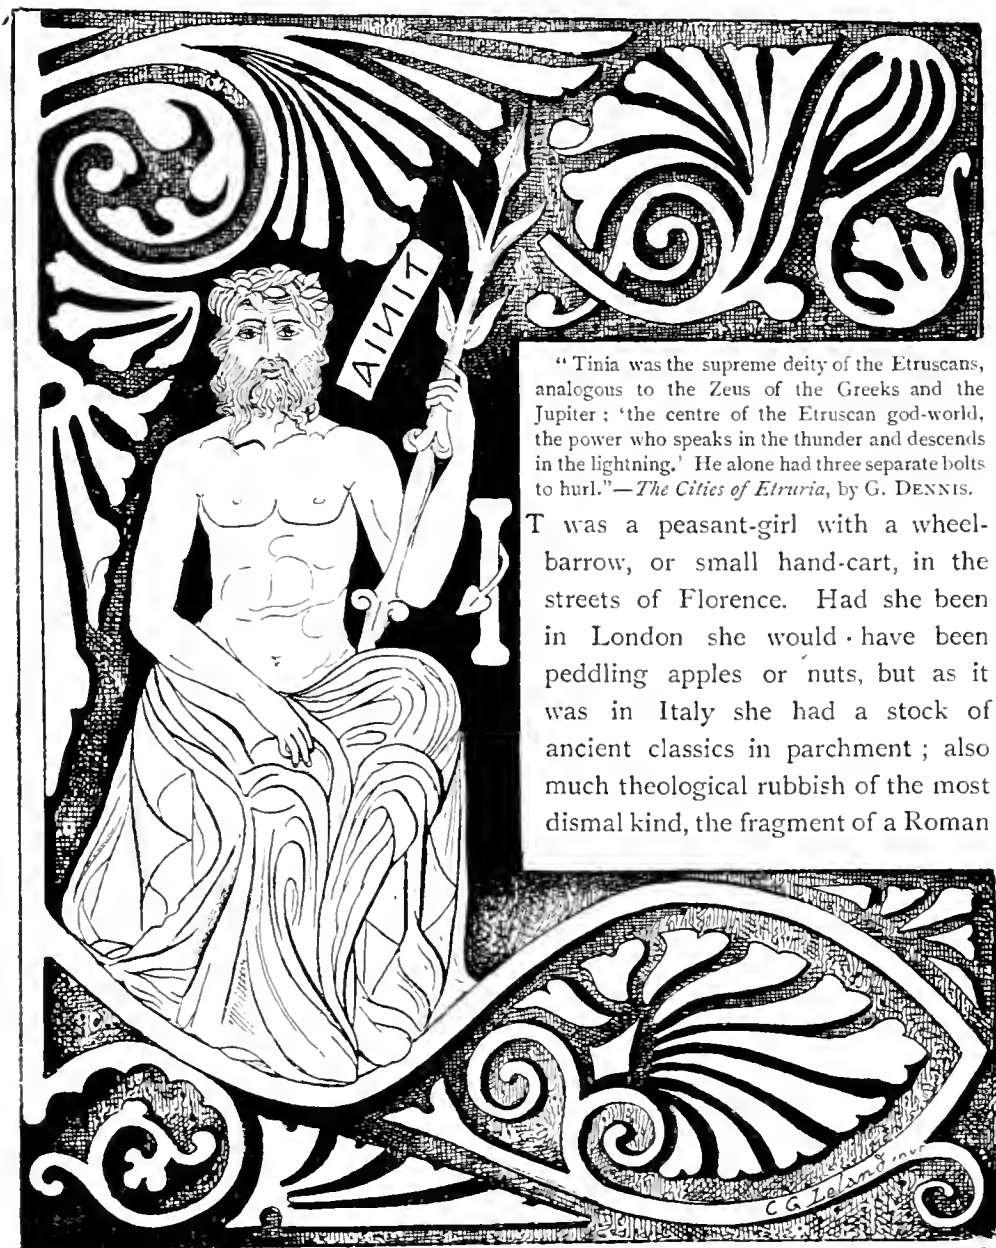 AINIT
“ Tinia was the supreme deity of the Etruscans,
analogous to the Zeus of the Greeks and the
Jupiter ; ‘the centre of the Etruscan god-world,
the power who speaks in the thunder and descends
in the lightning.’ He alone had three separate bolts
to hurl.”—The Cities of Etruria, by G. DENNIS.
IT was a peasant-girl with a wheel-
barrow, or small hand-cart, in the
streets of Florence. Had she been
in London she would have been
peddling apples or nuts, but as it
was in Italy she had a stock of
ancient classics in parchment ; also
much theological rubbish of the most
dismal kind, the fragment of a Roman
C G Leland invt